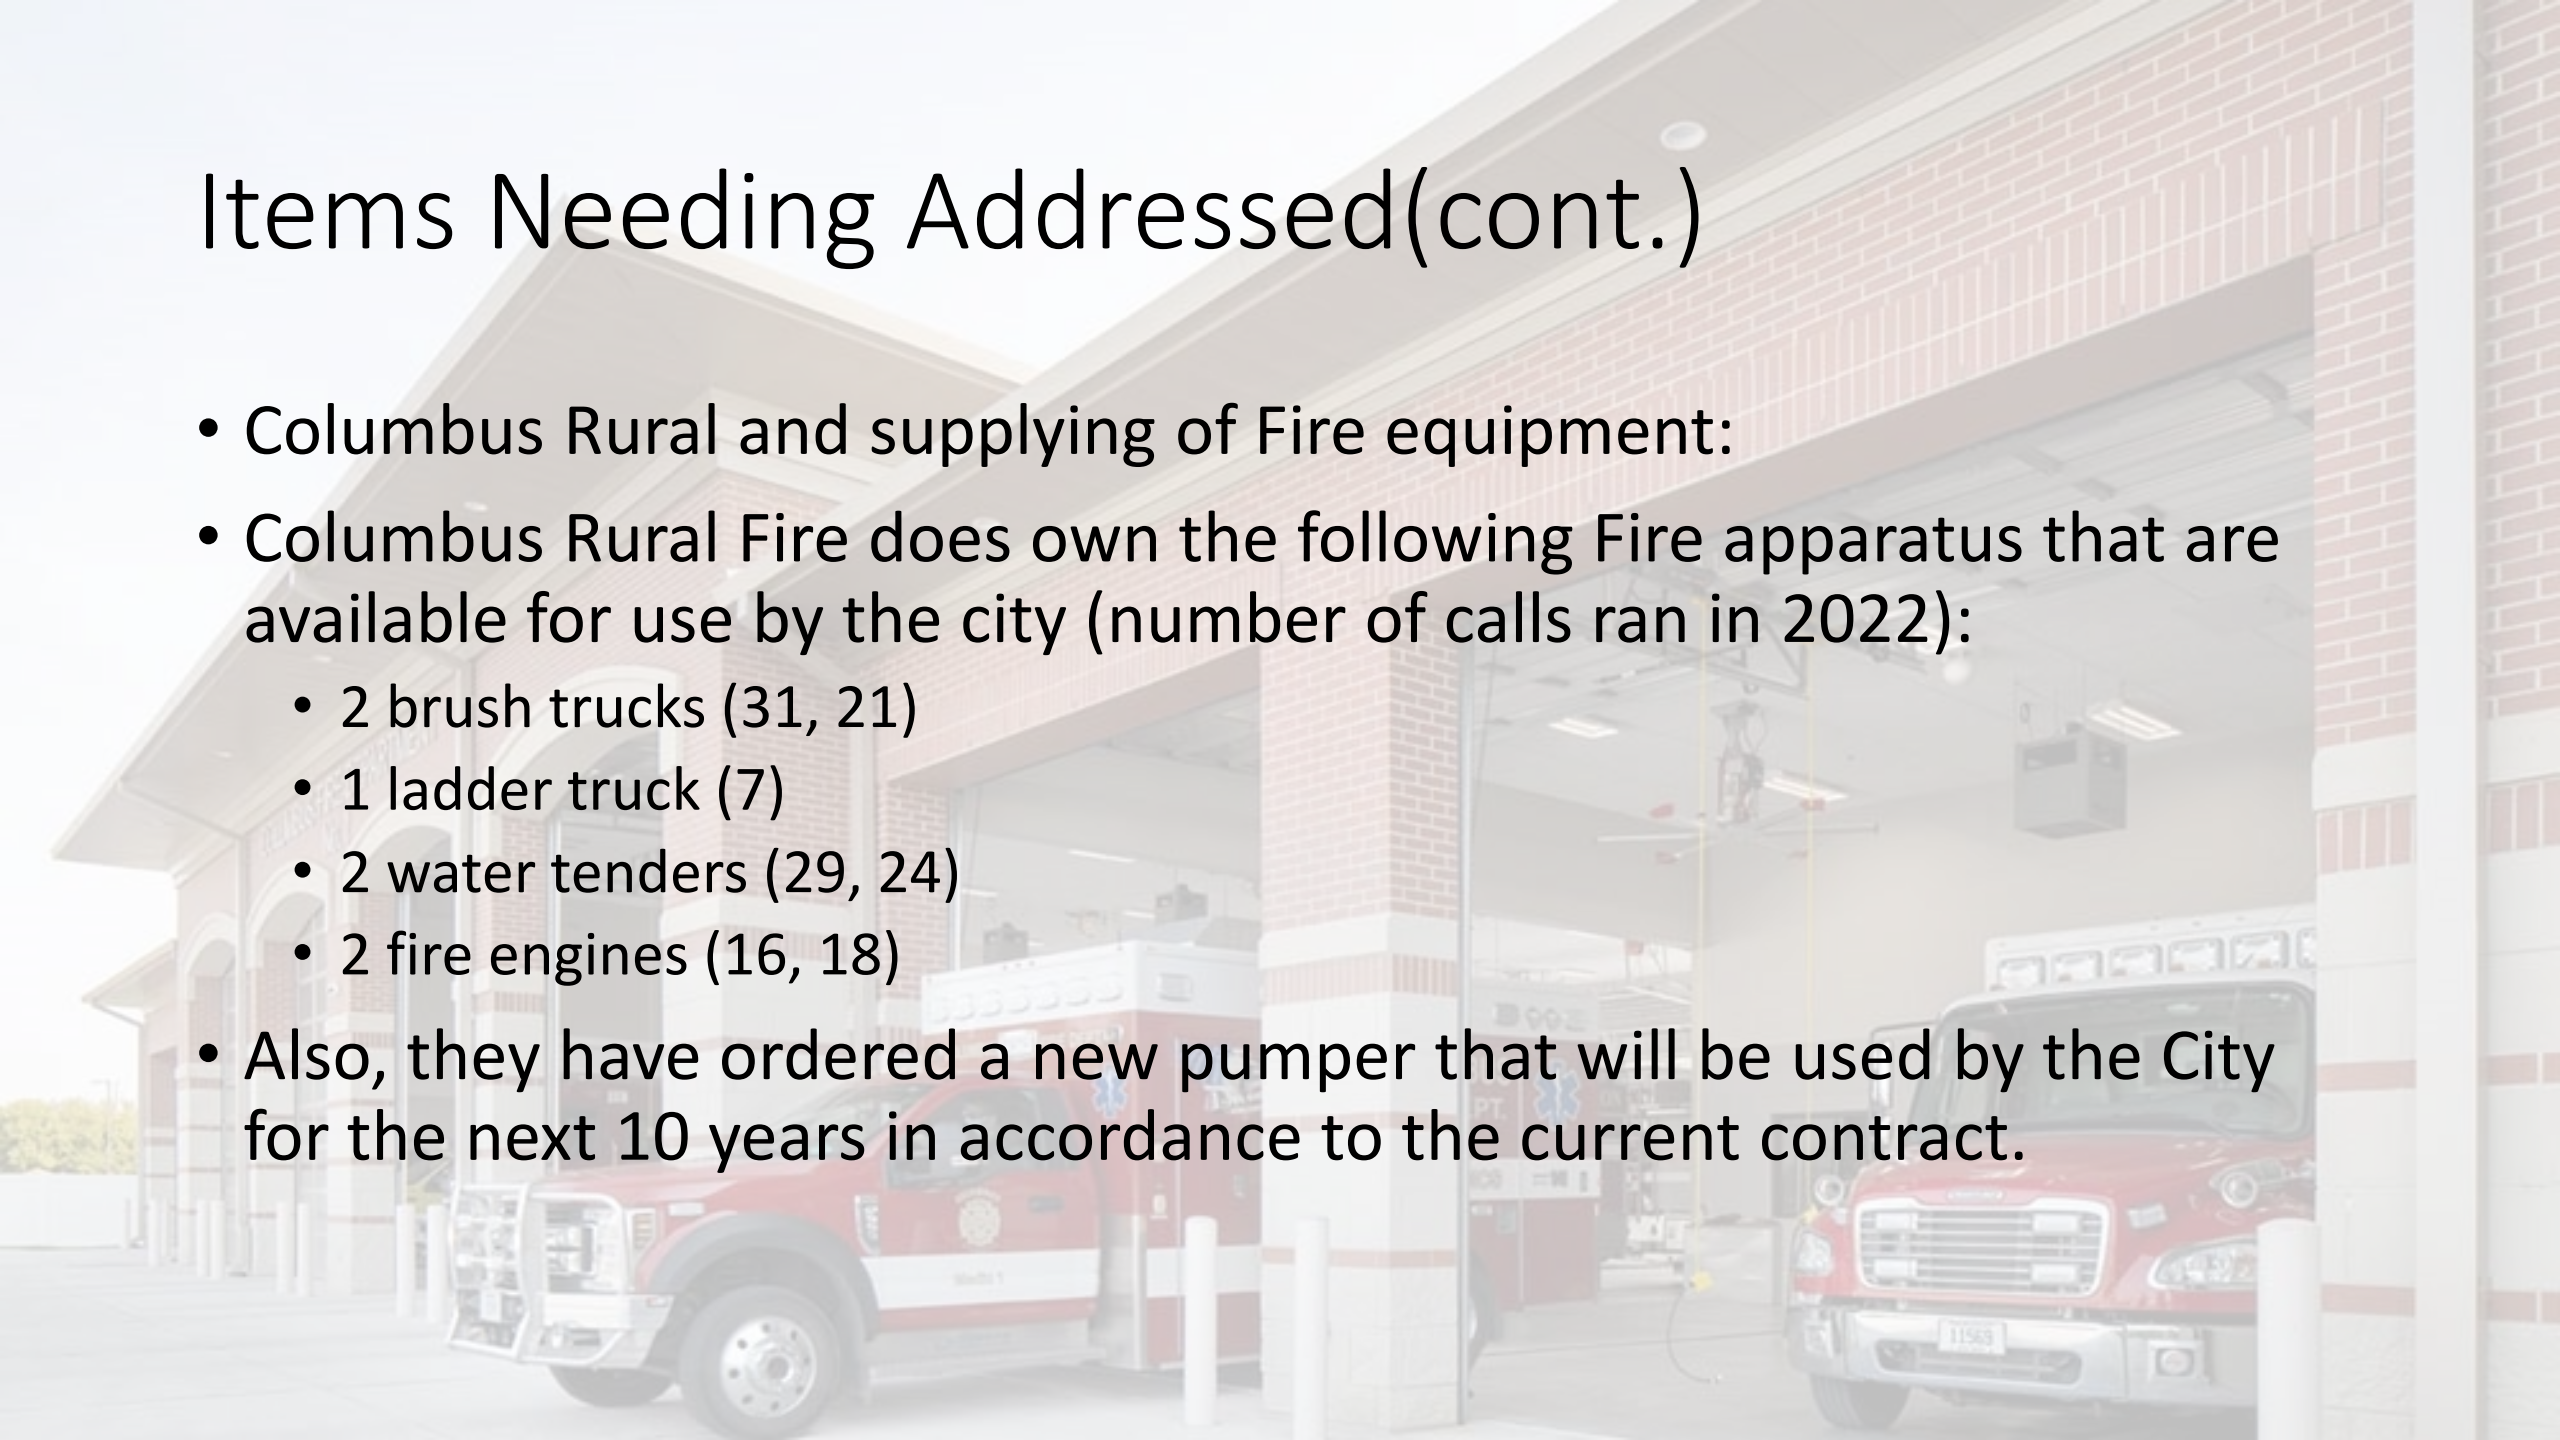 Items Needing Addressed(cont.)
• Columbus Rural and supplying of Fire equipment:
• Columbus Rural Fire does own the following Fire apparatus that are
available for use by the city (number of calls ran in 2022):
• 2 brush trucks (31, 21)
• 1 ladder truck (7)
• 2 water tenders (29, 24)
• 2 fire engines (16, 18)
• Also, they have ordered a new pumper that will be used by the City
for the next 10 years in accordance to the current contract.
11569